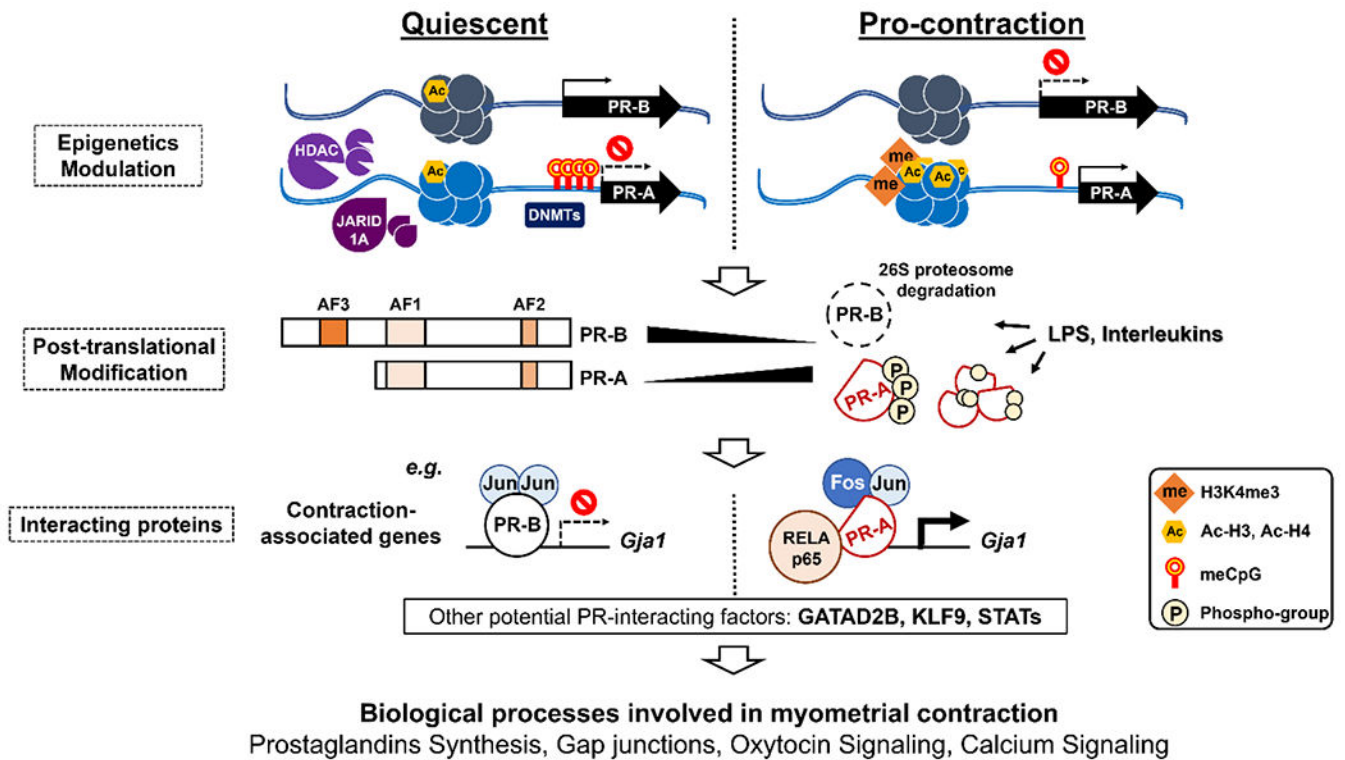 Quiescent
Pro-contraction
Epigenetics
Modulation
Ac
PR-B
PR-B
HDAC
Ac
PR-A
JARID
1A
DNMTs
me
me
Ac
Ac
c
PR-A
Post-translational
Modification
AF3
AF1
AF2
PR-B
PR-A
26S proteosome
degradation
PR-B
LPS, Interleukins
PR-A
P
P
P
Interacting proteins
e.g.
Contraction-
associated genes
Jun
Jun
PR-B
Gja1
Fos
Jun
RELA
p65
PR-A
Gja1
me H3K4me3
Ac Ac-H3, Ac-H4
meCpG
P Phospho-group
Other potential PR-interacting factors: GATAD2B, KLF9, STATs
Biological processes involved in myometrial contraction
Prostaglandins Synthesis, Gap junctions, Oxytocin Signaling, Calcium Signaling